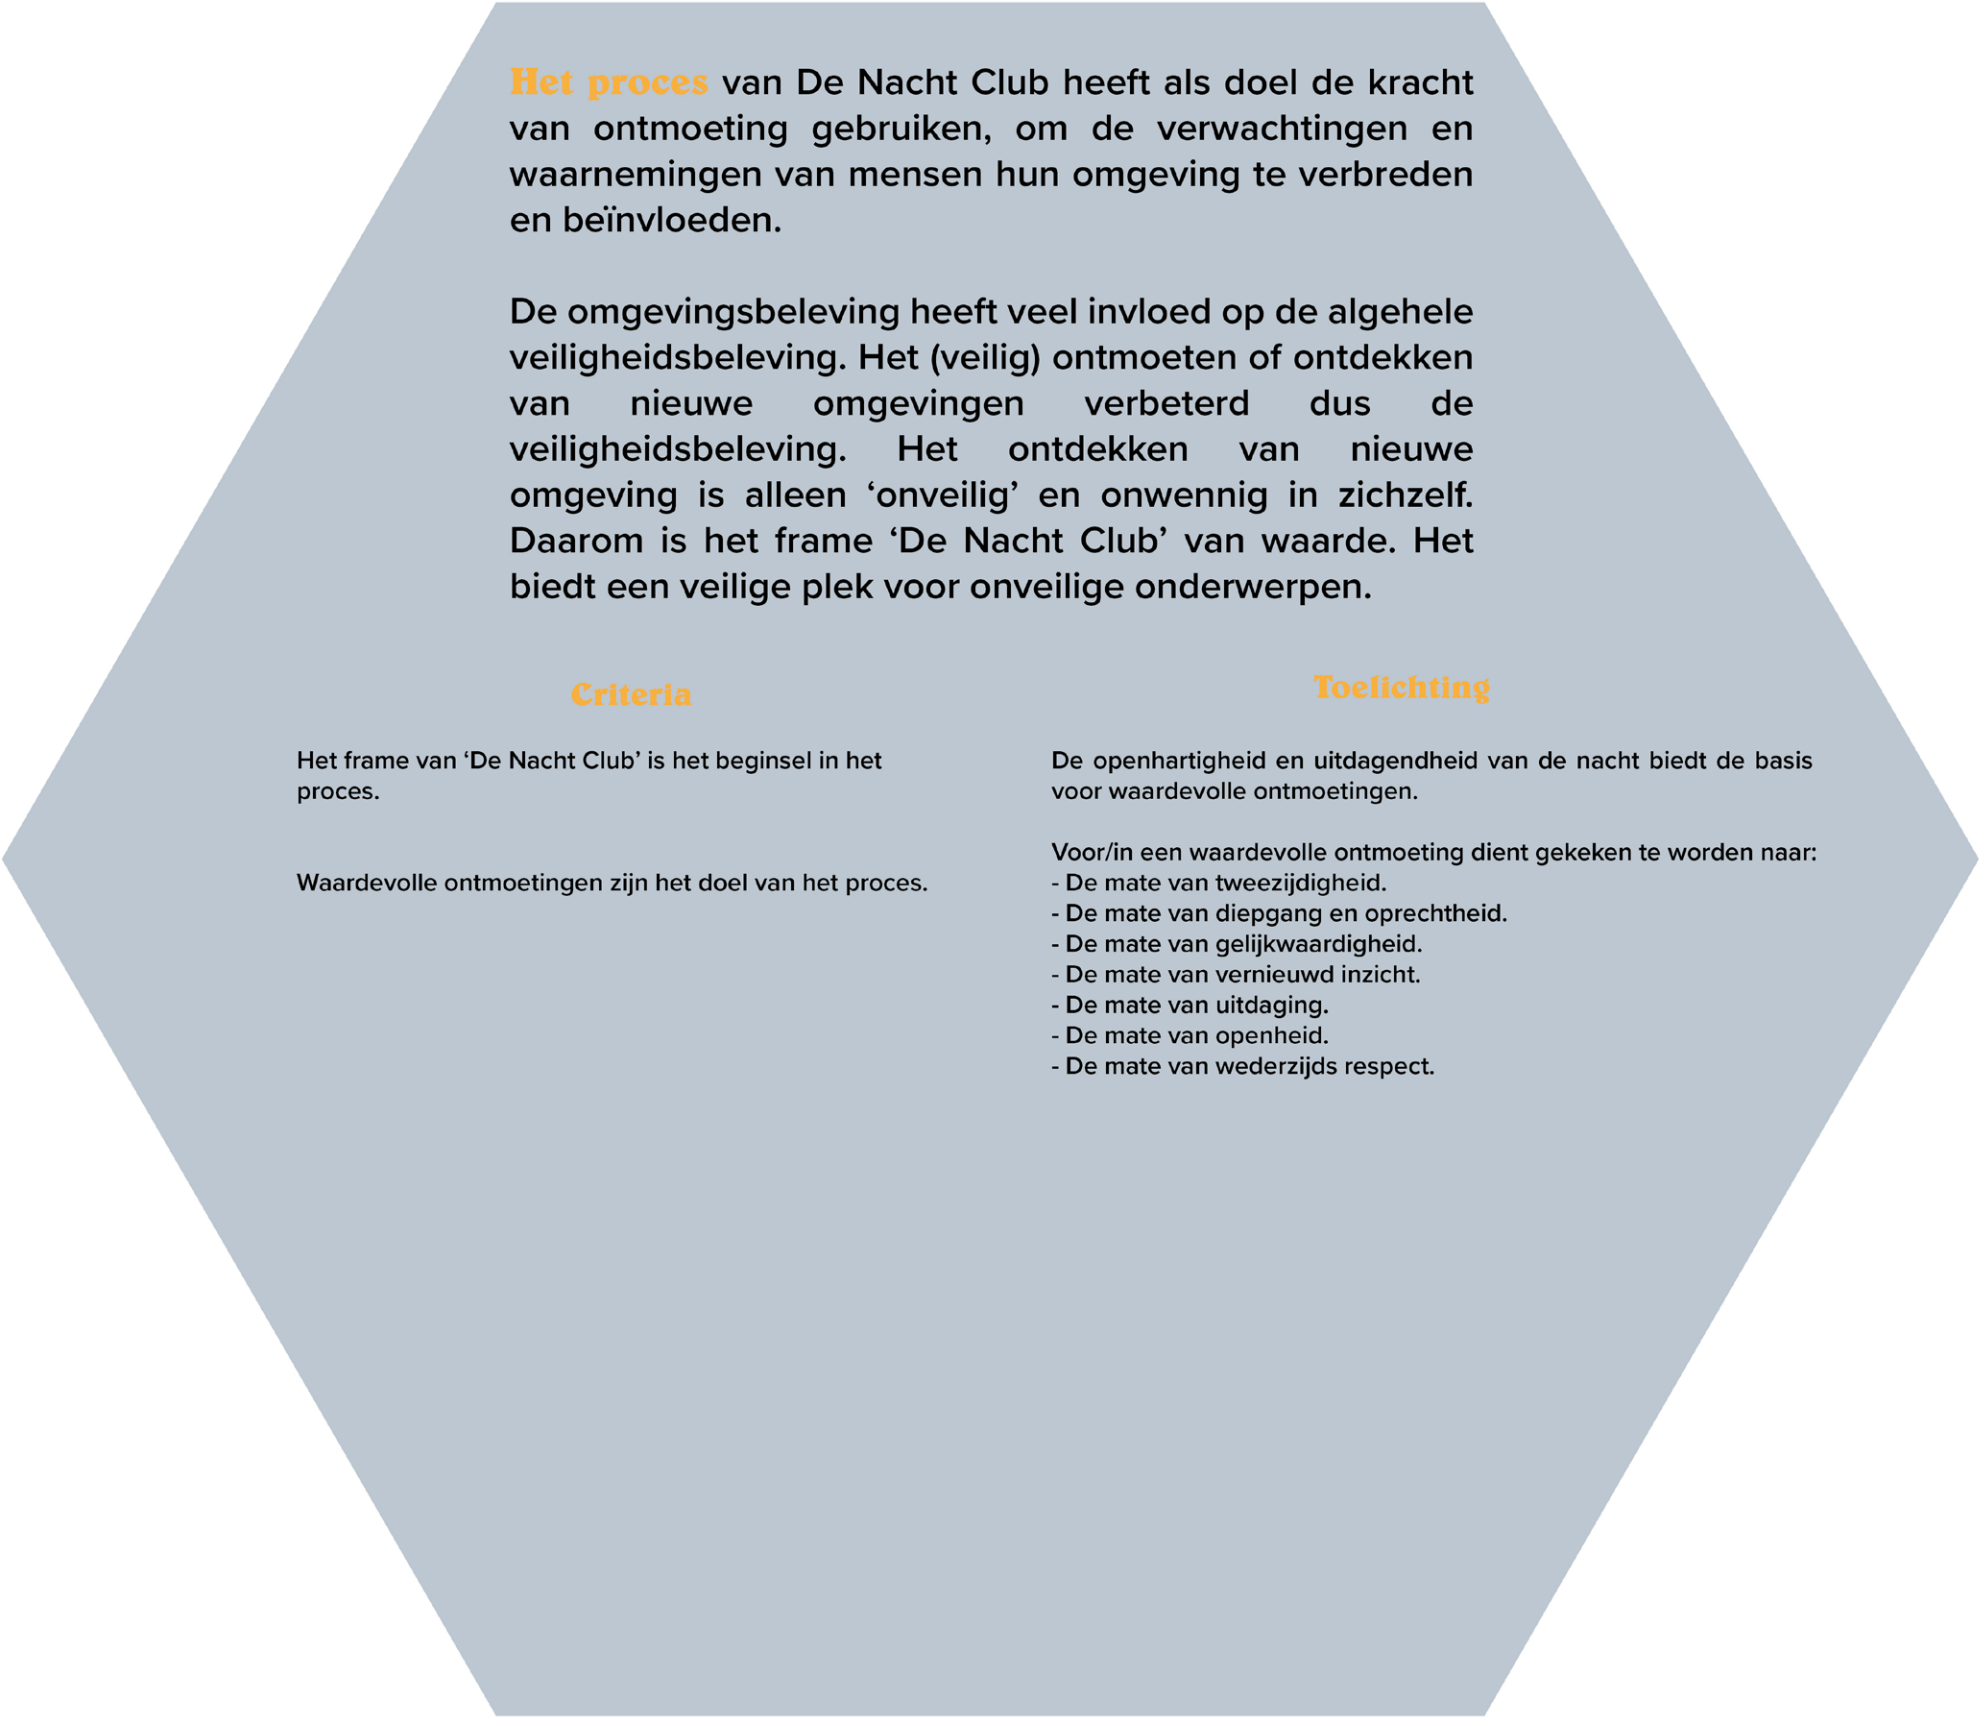 Het proces van De Nacht Club heeft als doel de kracht
van ontmoeting gebruiken, om de verwachtingen en
waarnemingen van mensen hun omgeving te verbreden
en beïnvloeden.
De omgevingsbeleving heeft veel invloed op de algehele
veiligheidsbeleving. Het (veilig) ontmoeten of ontdekken
van nieuwe omgevingen verbeterd dus de
veiligheidsbeleving. Het ontdekken van nieuwe
omgeving is alleen ‘onveilig’ en onwennig in zichzelf.
Daarom is het frame ‘De Nacht Club’ van waarde. Het
biedt een veilige plek voor onveilige onderwerpen.
Criteria
Het frame van ‘De Nacht Club’ is het beginsel in het
proces.
Waardevolle ontmoetingen zijn het doel van het proces.
Toelichting
De openhartigheid en uitdagendheid van de nacht biedt de basis
voor waardevolle ontmoetingen.
Voor/in een waardevolle ontmoeting dient gekeken te worden naar:
- De mate van tweezijdigheid.
- De mate van diepgang en oprechtheid.
- De mate van gelijkwaardigheid.
- De mate van vernieuwd inzicht.
- De mate van uitdaging.
- De mate van openheid.
- De mate van wederzijds respect.